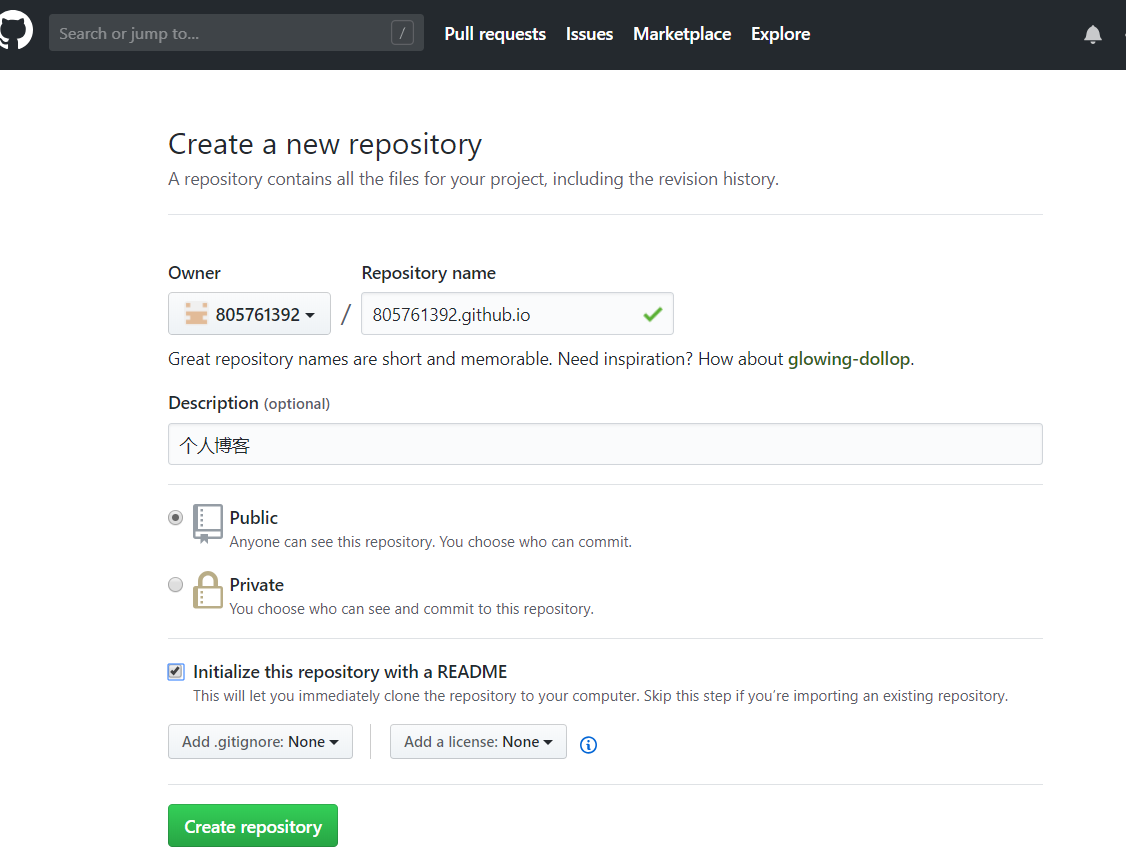 Search or jump to... /
Pull requests Issues Marketplace Explore
Create a new repository
A repository contains all the files for your project, including the revision history.
Owner Repository name
805761392 / 805761392.github.io
Great repository names are short and memorable. Need inspiration? How about glowing-dollop.
Description (optional)
个人博客
Public
Anyone can see this repository. You choose who can commit.
Private
You choose who can see and commit to this repository.
Initialize this repository with a README
This will let you immediately clone the repository to your computer. Skip this step if you’re importing an existing repository.
Add .gitignore: None Add a license: None
Create repository